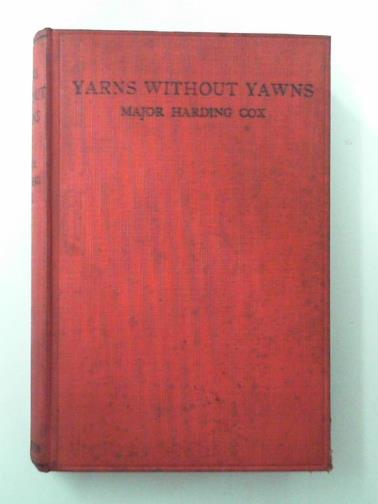 YARNS WITHOUT YAWNS
MAJOR HARDING COX